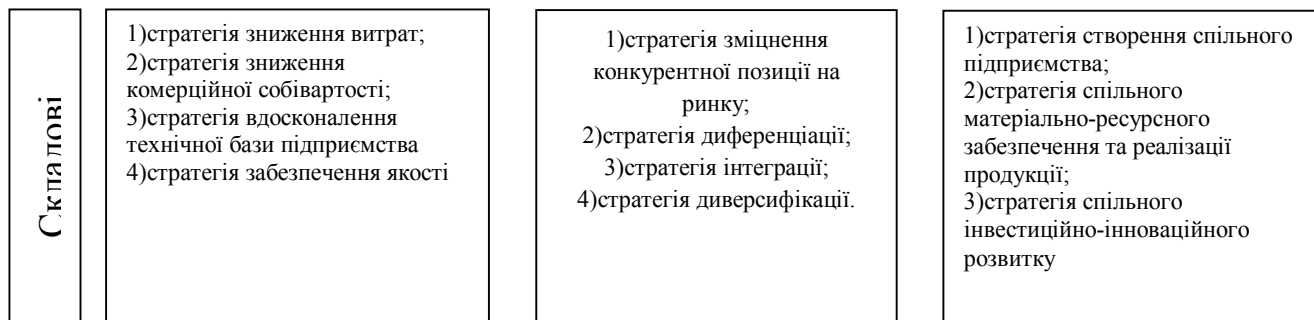 Складові
1)стратегія зниження витрат;
2)стратегія зниження
комерційної собівартості;
3)стратегія вдосконалення
технічної бази підприємства
4)стратегія забезпечення якості
1)стратегія зміцнення
конкурентної позиції на
ринку;
2)стратегія диференціації;
3)стратегія інтеграції;
4)стратегія диверсифікації.
1)стратегія створення спільного
підприємства;
2)стратегія спільного
матеріально-ресурсного
забезпечення та реалізації
продукції;
3)стратегія спільного
інвестиційно-інноваційного
розвитку